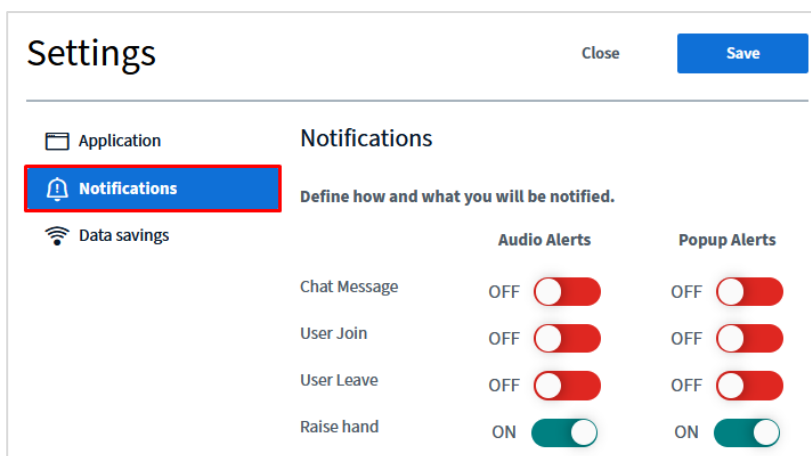 Settings
Close
Save
Application
Notifications
Data savings
Notifications
Define how and what you will be notified.
Audio Alerts Popup Alerts
Chat Message OFF OFF
User Join OFF OFF
User Leave OFF OFF
Raise hand ON ON